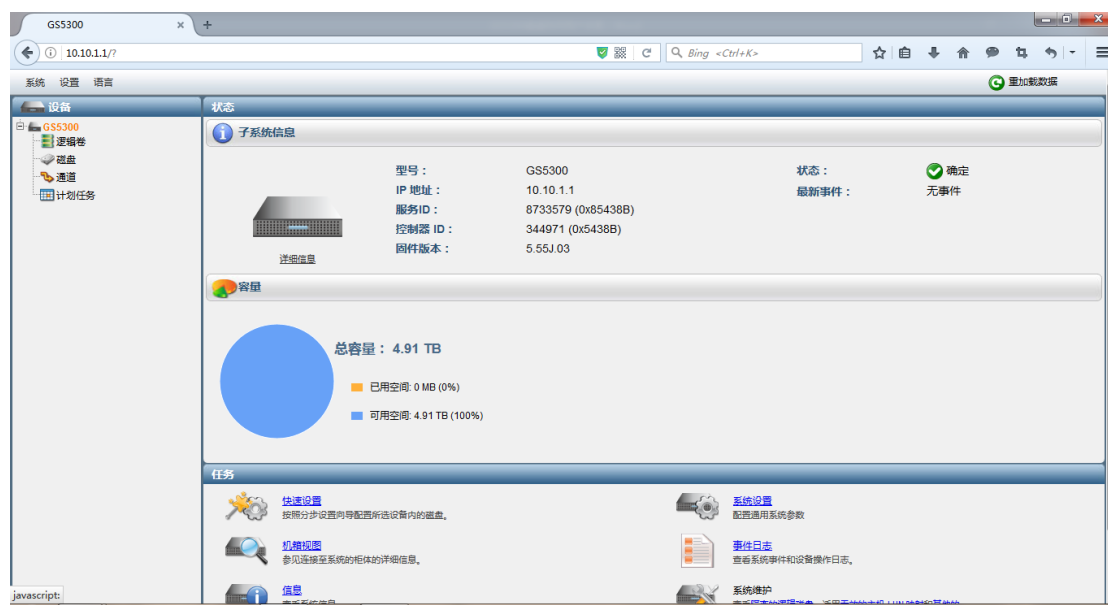 GS5300
10.10.1.1/?
Bing <Ctrl+K>
系统 设置 语言
重加载数据
设备
GS5300
逻辑卷
磁盘
通道
计划任务
状态
子系统信息
型号： GS5300
IP 地址： 10.10.1.1
服务ID： 8733579 (0x85438B)
控制器 ID： 344971 (0x5438B)
固件版本： 5.55J.03
状态： 确定
最新事件： 无事件
详细信息
容量
总容量： 4.91 TB
已用空间: 0 MB (0%)
可用空间: 4.91 TB (100%)
任务
快速设置
按照分步设置向导配置所选设备内的磁盘。
系统设置
配置通用系统参数
机箱视图
参见连接至系统的柜体的详细信息。
事件日志
查看系统事件和设备操作日志。
信息
查看系统信息
系统维护
javascript: